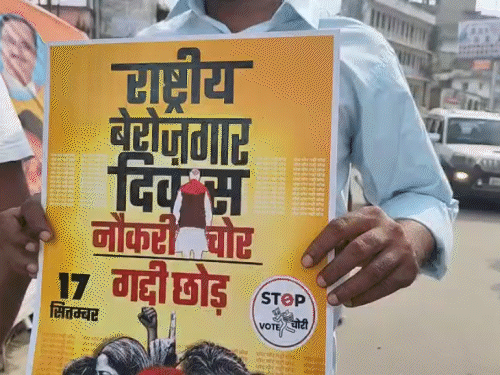 राष्ट्रीय
बेरोज़गार
दिवस
नौकरी चोर
गद्दी छोड़
17
सितम्बर
STOP
VOTE चोरी